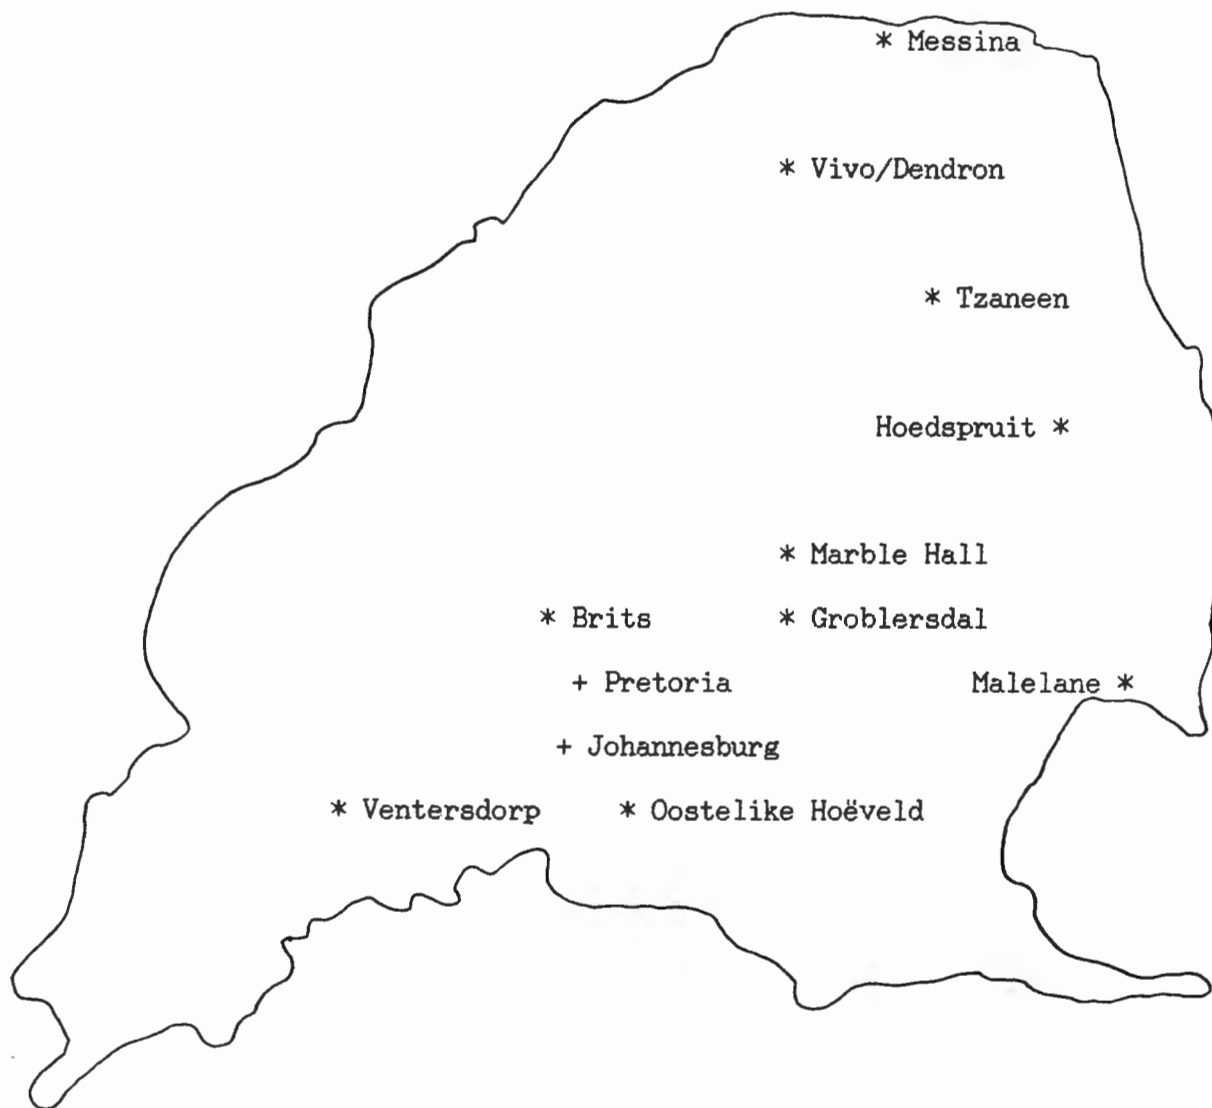 * Messina
* Vivo/Dendron
* Tzaneen
Hoedspruit *
* Marble Hall
* Brits * Groblersdal
+ Pretoria Malelane *
+ Johannesburg
* Ventersdorp * Oostelike Hoëveld